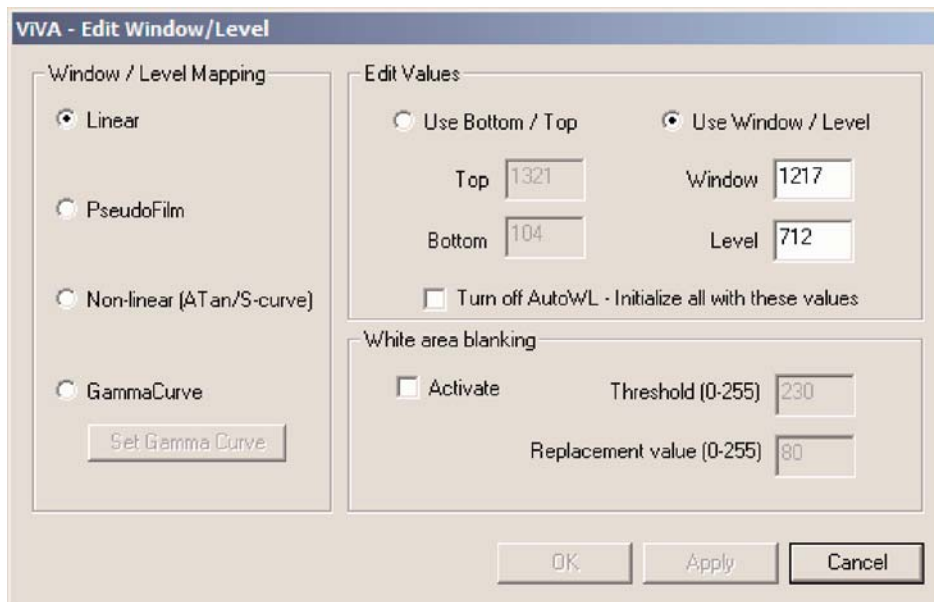 ViVA - Edit Window/Level
Window / Level Mapping
Linear
PseudoFilm
Non-linear (ATan/S-curve)
GammaCurve
Set Gamma Curve
Edit Values
Use Bottom / Top
Use Window / Level
Top 1321
Window 1217
Bottom 104
Level 712
Turn off AutoWL - Initialize all with these values
White area blanking
Activate
Threshold (0-255) 230
Replacement value (0-255) 80
OK
Apply
Cancel